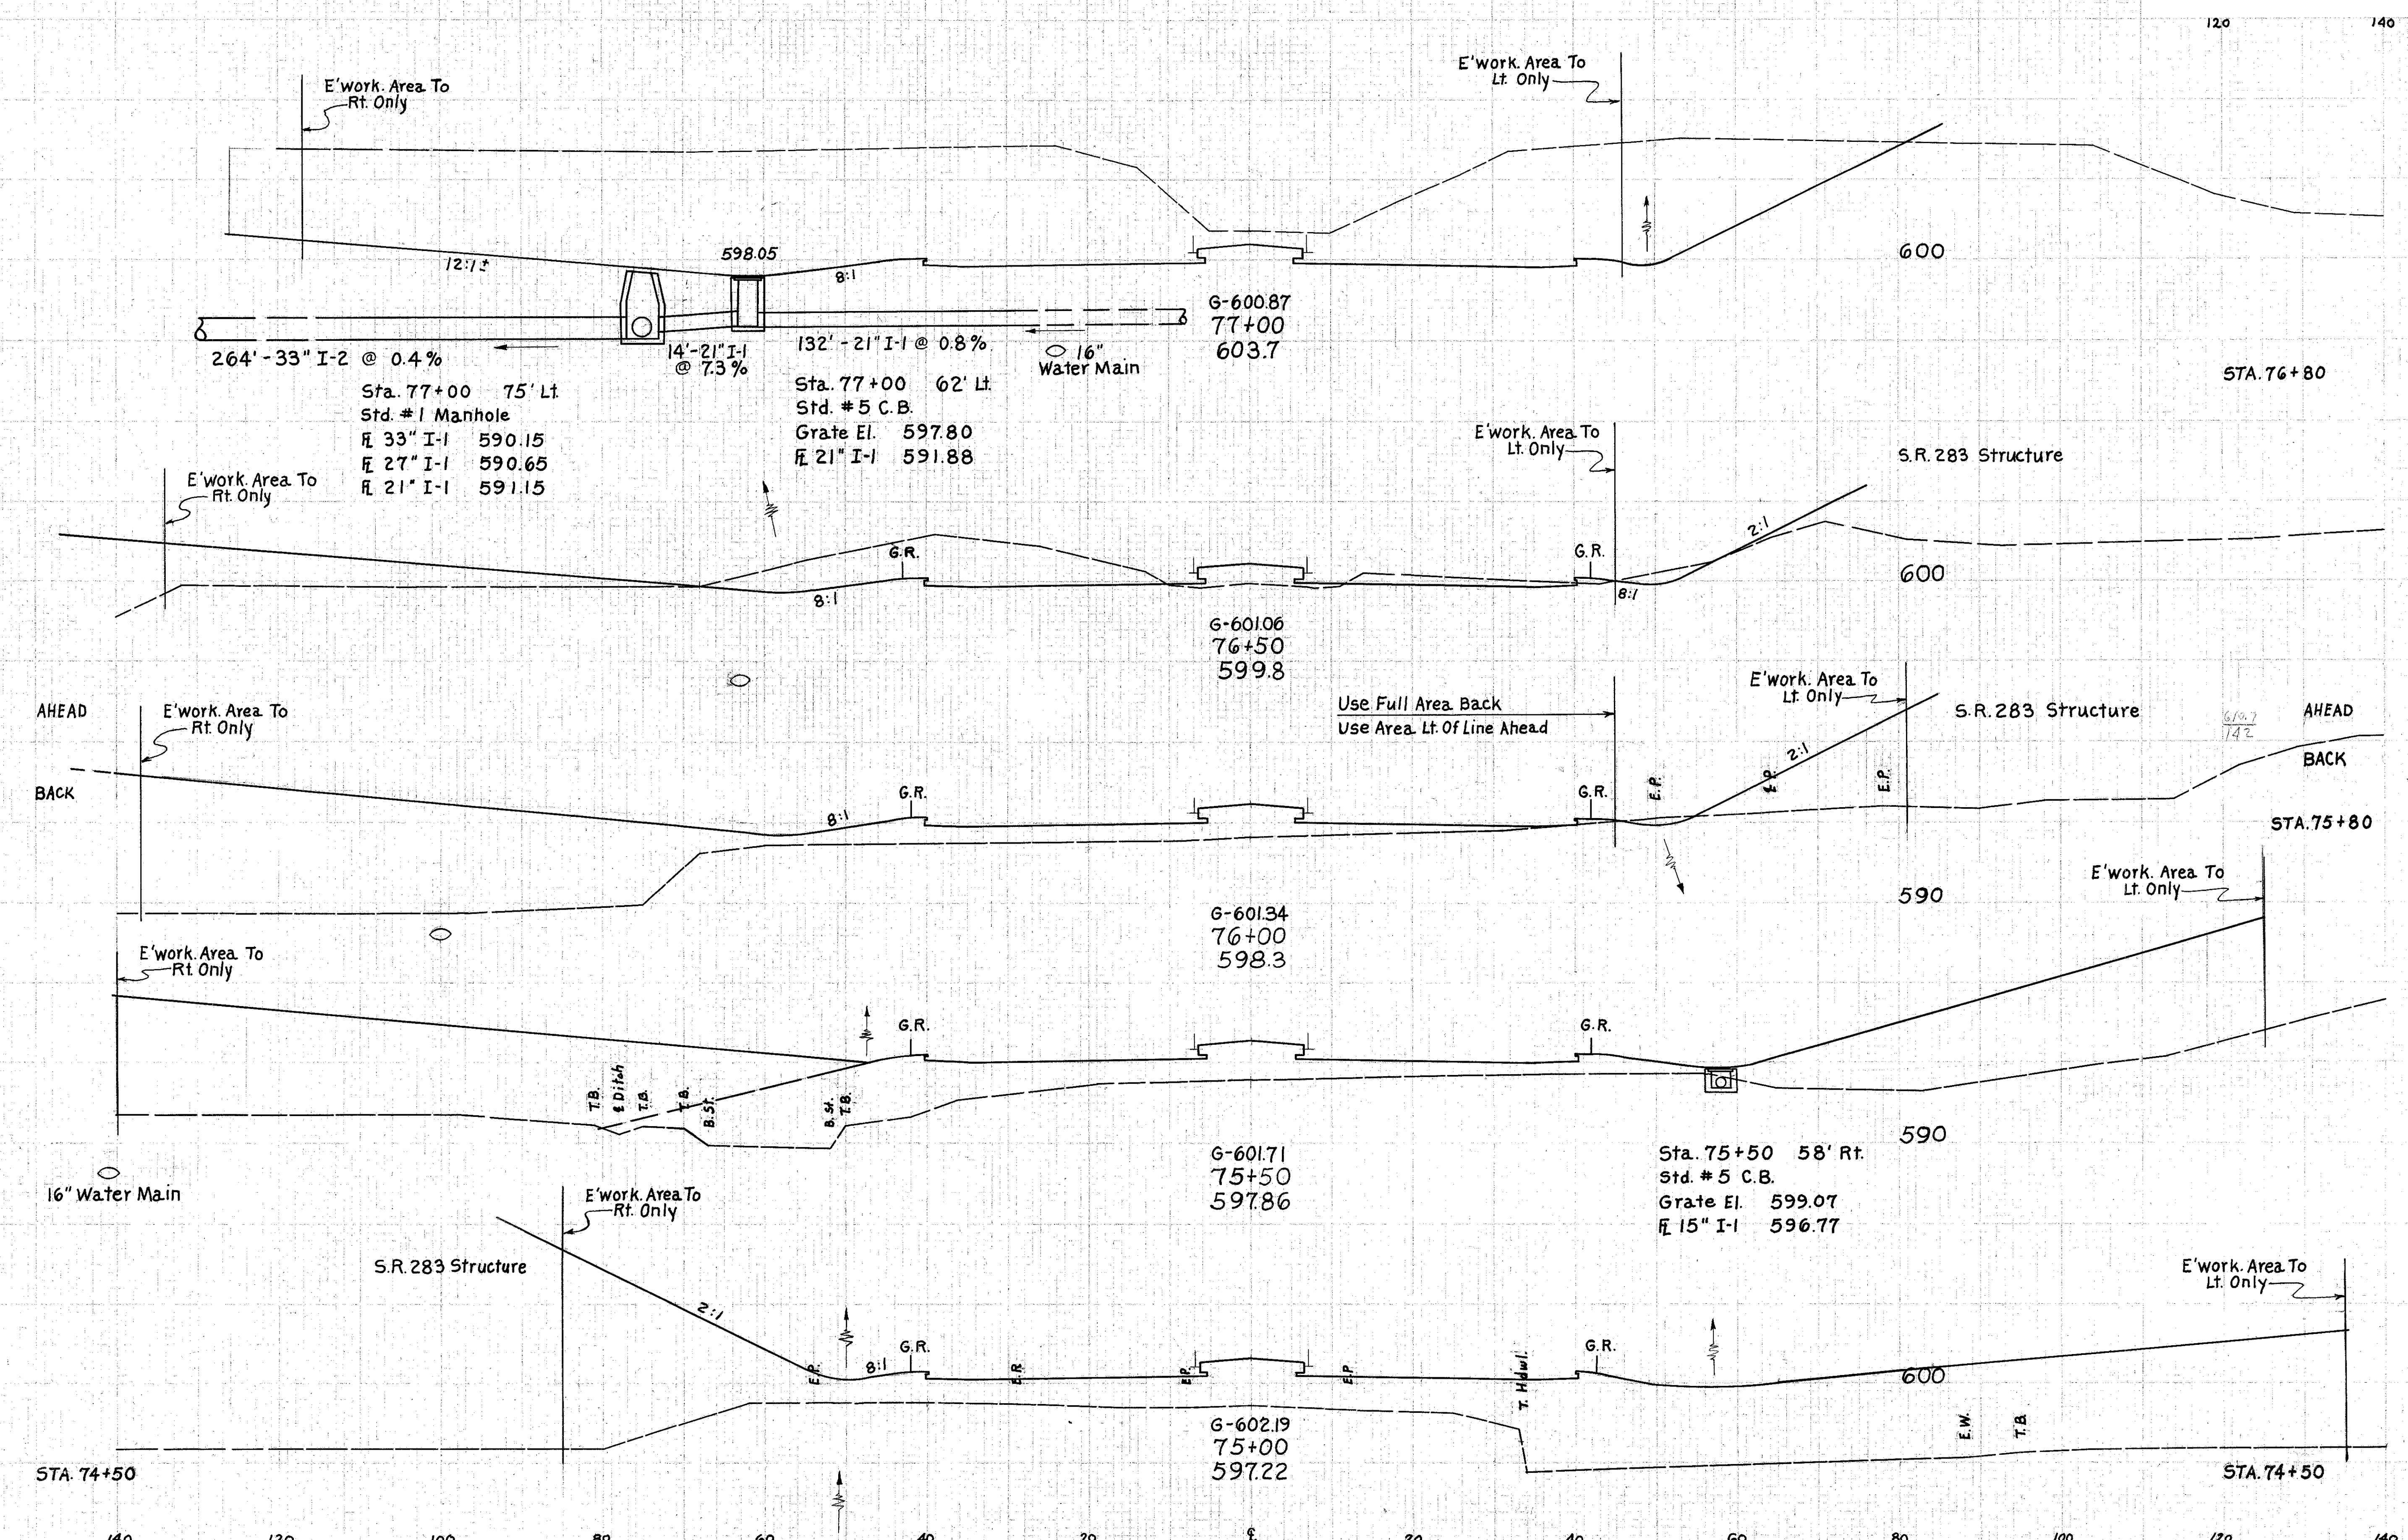 120 140
E'work. Area To
Rt. Only
E'work. Area To
Lt. Only
12:1±
598.05
8:1
600
G-600.87
77+00
603.7
264'-33" I-2 @ 0.4%
14'-21" I-1
@ 7.3%
132'-21" I-1 @ 0.8%
16"
Water Main
Sta. 77+00 75' Lt.
Std. #1 Manhole
FL 33" I-1 590.15
FL 27" I-1 590.65
FL 21" I-1 591.15
Sta. 77+00 62' Lt.
Std. #5 C.B.
Grate El. 597.80
FL 21" I-1 591.88
STA. 76+80
E'work. Area To
Rt. Only
E'work. Area To
Lt. Only
S.R. 283 Structure
G.R.
8:1
G.R.
2:1
8:1
600
G-601.06
76+50
599.8
AHEAD
BACK
E'work. Area To
Rt. Only
Use Full Area Back
Use Area Lt. Of Line Ahead
E'work. Area To
Lt. Only
S.R. 283 Structure
610.7
142
AHEAD
BACK
8:1
G.R.
G.R.
E.P.
E.P.
2:1
E.P.
STA. 75+80
590
G-601.34
76+00
598.3
E'work. Area To
Rt. Only
E'work. Area To
Lt. Only
T.B.
℄ Ditch
T.B.
T.B.
B.St.
B.St.
T.B.
G.R.
G.R.
590
G-601.71
75+50
597.86
Sta. 75+50 58' Rt.
Std. #5 C.B.
Grate El. 599.07
FL 15" I-1 596.77
16" Water Main
E'work. Area To
Rt. Only
S.R. 283 Structure
E'work. Area To
Lt. Only
2:1
E.P.
8:1
G.R.
E.P.
E.P.
E.P.
T. Hdwl.
G.R.
600
E.W.
T.B.
G-602.19
75+00
597.22
STA. 74+50
STA. 74+50
140 120 100 80 60 40 20 ℄ 20 40 60 80 100 120 140